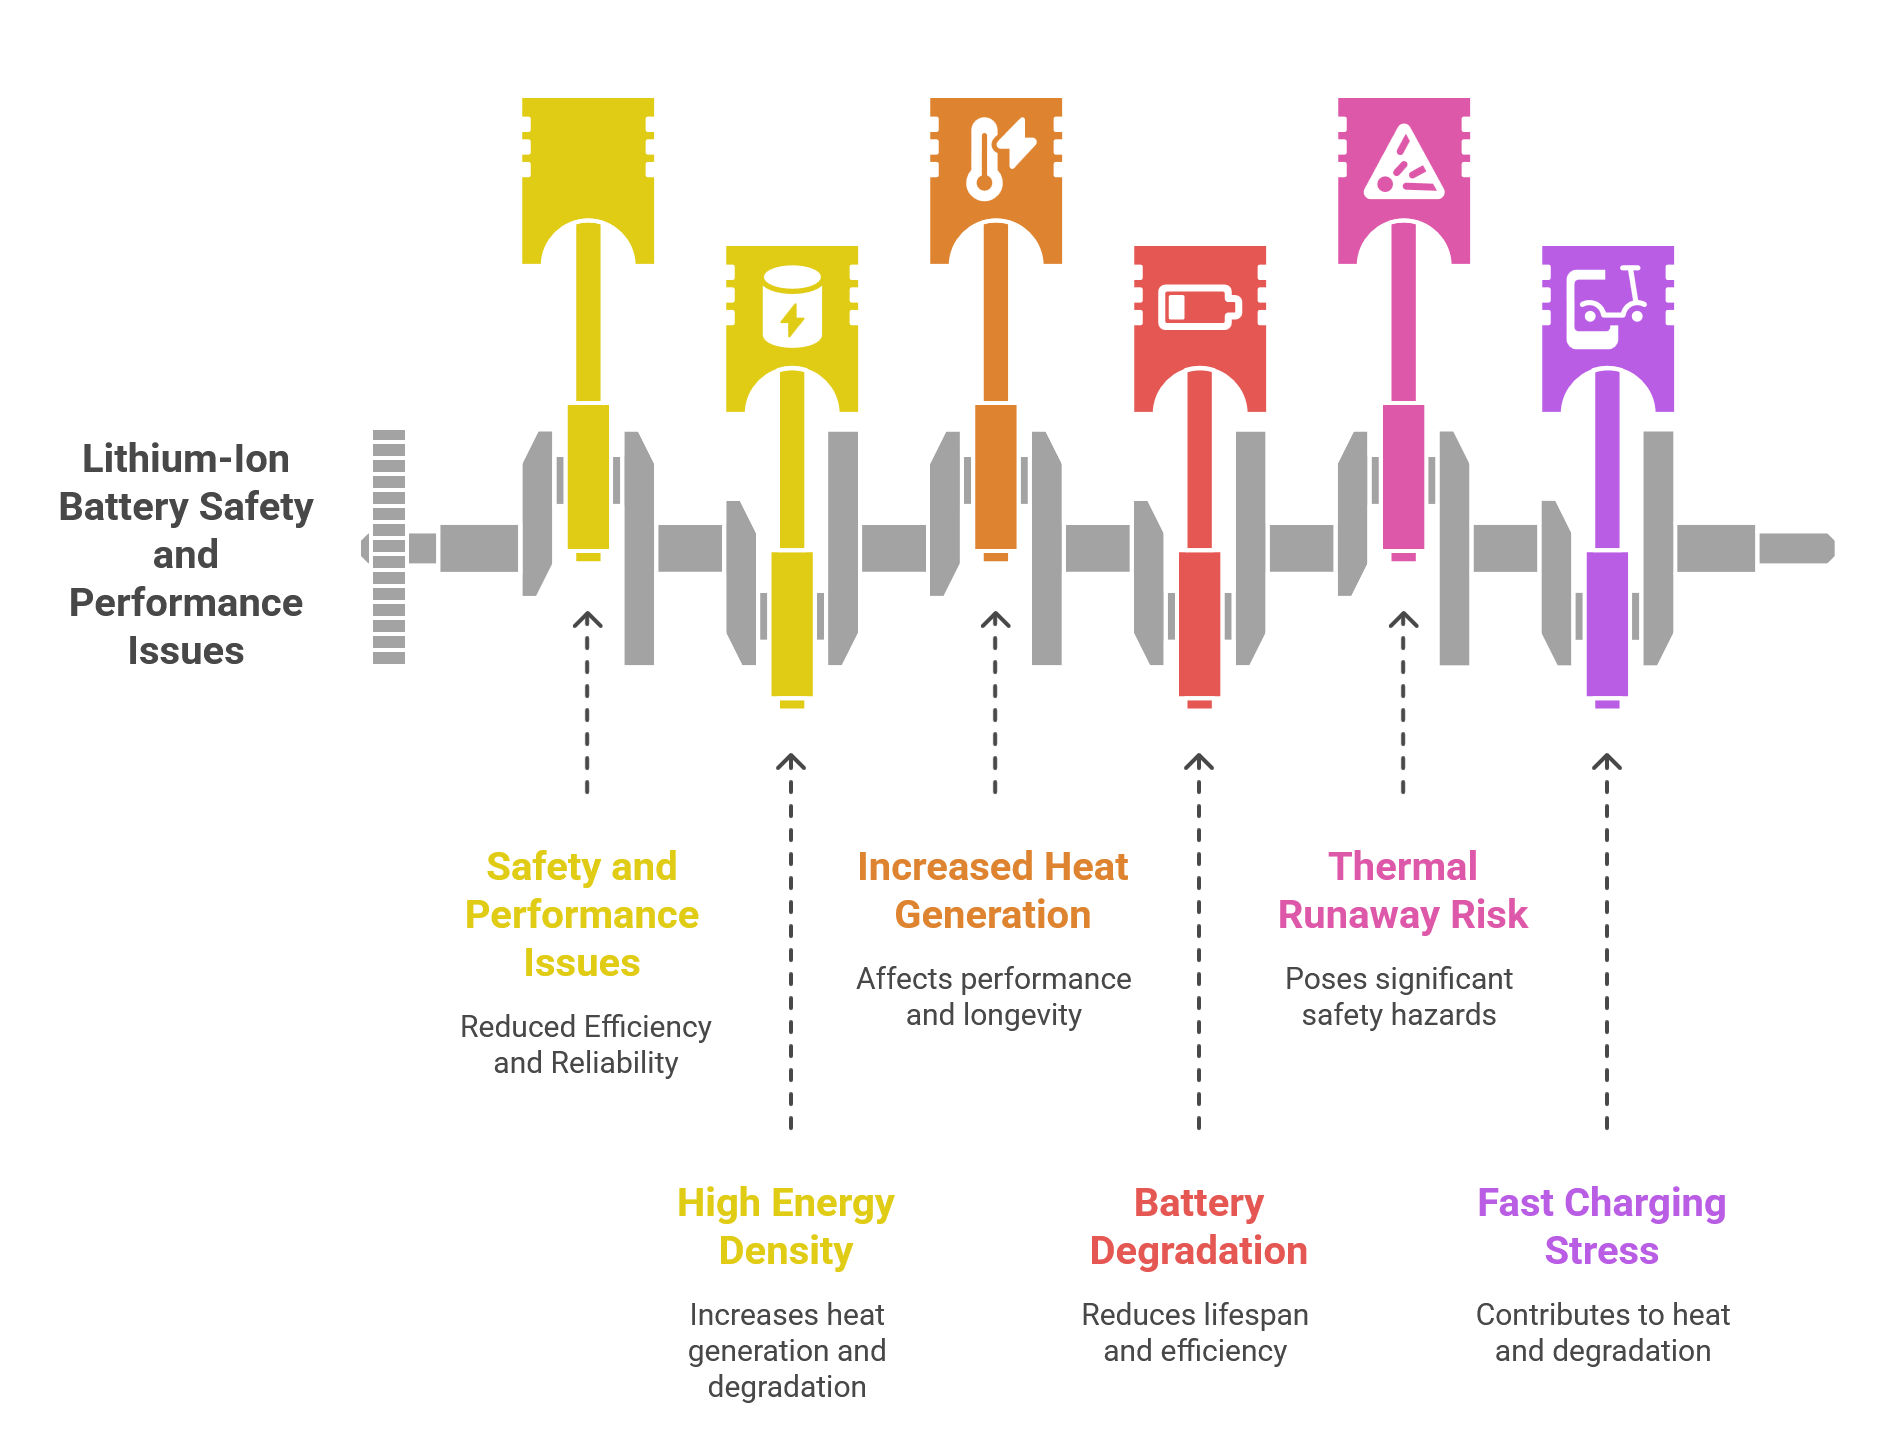 Lithium-Ion
Battery Safety
and
Performance
Issues
Safety and
Performance
Issues
Reduced Efficiency
and Reliability
High Energy
Density
Increases heat
generation and
degradation
Increased Heat
Generation
Affects performance
and longevity
Battery
Degradation
Reduces lifespan
and efficiency
Thermal
Runaway Risk
Poses significant
safety hazards
Fast Charging
Stress
Contributes to heat
and degradation